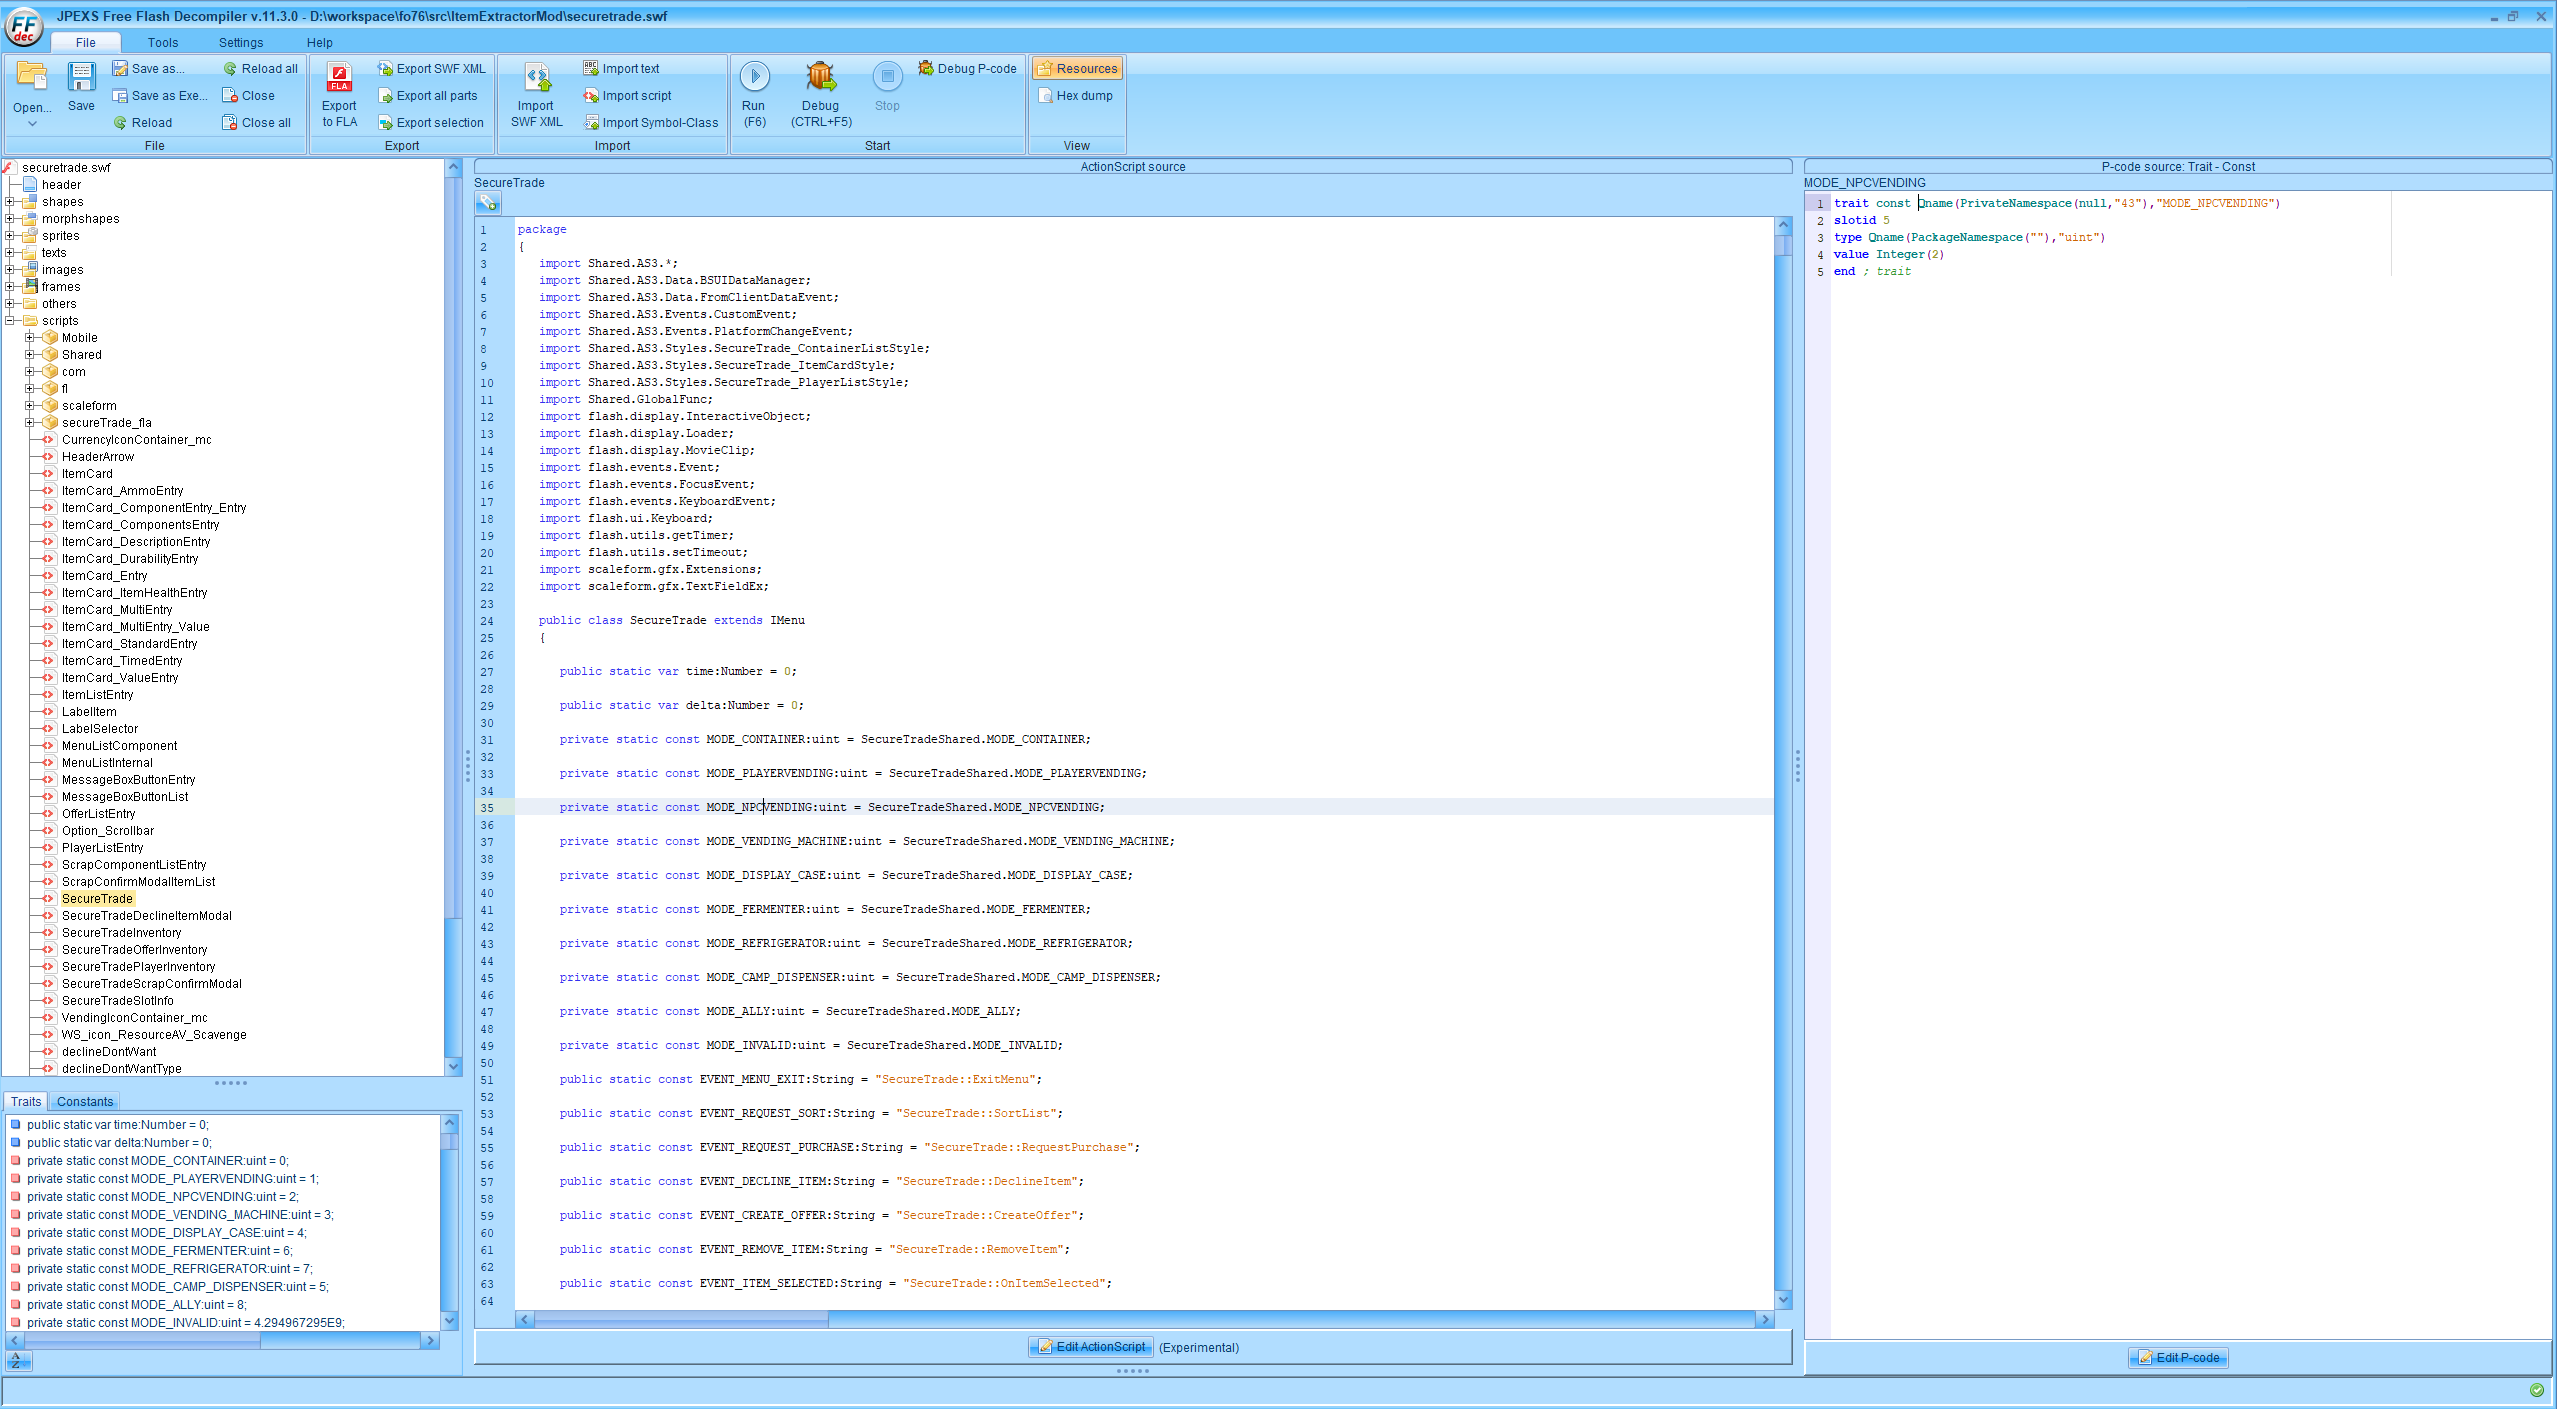 JPEXS Free Flash Decompiler v.11.3.0 - D:\workspace\fo76\src\ItemExtractorMod\securetrade.swf
FF
dec
File Tools Settings Help
Open...
Save
Save as...
Save as Exe...
Reload
Reload all
Close
Close all
File
Export
to FLA
Export SWF XML
Export all parts
Export selection
Export
Import
SWF XML
Import text
Import script
Import Symbol-Class
Import
Run
(F6)
Debug
(CTRL+F5)
Stop
Debug P-code
Start
Resources
Hex dump
View
securetrade.swf
header
shapes
morphshapes
sprites
texts
images
frames
others
scripts
Mobile
Shared
com
fl
scaleform
secureTrade_fla
CurrencyIconContainer_mc
HeaderArrow
ItemCard
ItemCard_AmmoEntry
ItemCard_ComponentEntry_Entry
ItemCard_ComponentsEntry
ItemCard_DescriptionEntry
ItemCard_DurabilityEntry
ItemCard_Entry
ItemCard_ItemHealthEntry
ItemCard_MultiEntry
ItemCard_MultiEntry_Value
ItemCard_StandardEntry
ItemCard_TimedEntry
ItemCard_ValueEntry
ItemListEntry
LabelItem
LabelSelector
MenuListComponent
MenuListInternal
MessageBoxButtonEntry
MessageBoxButtonList
OfferListEntry
Option_Scrollbar
PlayerListEntry
ScrapComponentListEntry
ScrapConfirmModalItemList
SecureTrade
SecureTradeDeclineItemModal
SecureTradeInventory
SecureTradeOfferInventory
SecureTradePlayerInventory
SecureTradeScrapConfirmModal
SecureTradeSlotInfo
VendingIconContainer_mc
WS_icon_ResourceAV_Scavenge
declineDontWant
declineDontWantType
Traits Constants
public static var time:Number = 0;
public static var delta:Number = 0;
private static const MODE_CONTAINER:uint = 0;
private static const MODE_PLAYERVENDING:uint = 1;
private static const MODE_NPCVENDING:uint = 2;
private static const MODE_VENDING_MACHINE:uint = 3;
private static const MODE_DISPLAY_CASE:uint = 4;
private static const MODE_FERMENTER:uint = 6;
private static const MODE_REFRIGERATOR:uint = 7;
private static const MODE_CAMP_DISPENSER:uint = 5;
private static const MODE_ALLY:uint = 8;
private static const MODE_INVALID:uint = 4.294967295E9;
ActionScript source
SecureTrade
1 package
2 {
3 import Shared.AS3.*;
4 import Shared.AS3.Data.BSUIDataManager;
5 import Shared.AS3.Data.FromClientDataEvent;
6 import Shared.AS3.Events.CustomEvent;
7 import Shared.AS3.Events.PlatformChangeEvent;
8 import Shared.AS3.Styles.SecureTrade_ContainerListStyle;
9 import Shared.AS3.Styles.SecureTrade_ItemCardStyle;
10 import Shared.AS3.Styles.SecureTrade_PlayerListStyle;
11 import Shared.GlobalFunc;
12 import flash.display.InteractiveObject;
13 import flash.display.Loader;
14 import flash.display.MovieClip;
15 import flash.events.Event;
16 import flash.events.FocusEvent;
17 import flash.events.KeyboardEvent;
18 import flash.ui.Keyboard;
19 import flash.utils.getTimer;
20 import flash.utils.setTimeout;
21 import scaleform.gfx.Extensions;
22 import scaleform.gfx.TextFieldEx;
23
24 public class SecureTrade extends IMenu
25 {
26
27 public static var time:Number = 0;
28
29 public static var delta:Number = 0;
30
31 private static const MODE_CONTAINER:uint = SecureTradeShared.MODE_CONTAINER;
32
33 private static const MODE_PLAYERVENDING:uint = SecureTradeShared.MODE_PLAYERVENDING;
34
35 private static const MODE_NPCVENDING:uint = SecureTradeShared.MODE_NPCVENDING;
36
37 private static const MODE_VENDING_MACHINE:uint = SecureTradeShared.MODE_VENDING_MACHINE;
38
39 private static const MODE_DISPLAY_CASE:uint = SecureTradeShared.MODE_DISPLAY_CASE;
40
41 private static const MODE_FERMENTER:uint = SecureTradeShared.MODE_FERMENTER;
42
43 private static const MODE_REFRIGERATOR:uint = SecureTradeShared.MODE_REFRIGERATOR;
44
45 private static const MODE_CAMP_DISPENSER:uint = SecureTradeShared.MODE_CAMP_DISPENSER;
46
47 private static const MODE_ALLY:uint = SecureTradeShared.MODE_ALLY;
48
49 private static const MODE_INVALID:uint = SecureTradeShared.MODE_INVALID;
50
51 public static const EVENT_MENU_EXIT:String = "SecureTrade::ExitMenu";
52
53 public static const EVENT_REQUEST_SORT:String = "SecureTrade::SortList";
54
55 public static const EVENT_REQUEST_PURCHASE:String = "SecureTrade::RequestPurchase";
56
57 public static const EVENT_DECLINE_ITEM:String = "SecureTrade::DeclineItem";
58
59 public static const EVENT_CREATE_OFFER:String = "SecureTrade::CreateOffer";
60
61 public static const EVENT_REMOVE_ITEM:String = "SecureTrade::RemoveItem";
62
63 public static const EVENT_ITEM_SELECTED:String = "SecureTrade::OnItemSelected";
64
Edit ActionScript (Experimental)
P-code source: Trait - Const
MODE_NPCVENDING
1 trait const Qname(PrivateNamespace(null,"43"),"MODE_NPCVENDING")
2 slotid 5
3 type Qname(PackageNamespace(""),"uint")
4 value Integer(2)
5 end ; trait
Edit P-code